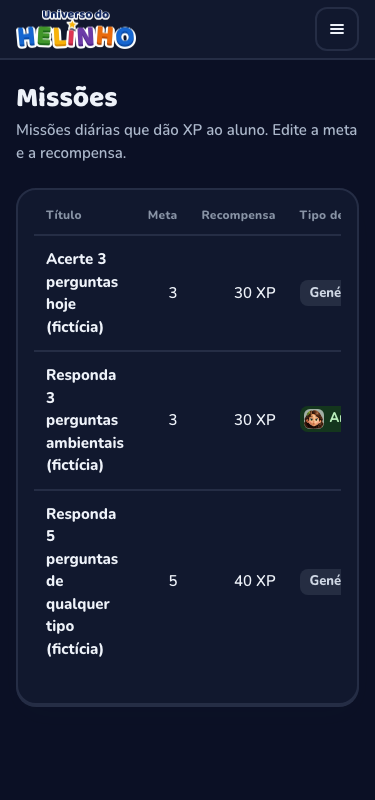 Universo do
HELINHO
Missões
Missões diárias que dão XP ao aluno. Edite a meta
e a recompensa.
Título Meta Recompensa Tipo de
Acerte 3
perguntas
hoje
(fictícia)
3 30 XP Gené
Responda
3
perguntas
ambientais
(fictícia)
3 30 XP
Responda
5
perguntas
de
qualquer
tipo
(fictícia)
5 40 XP Gené